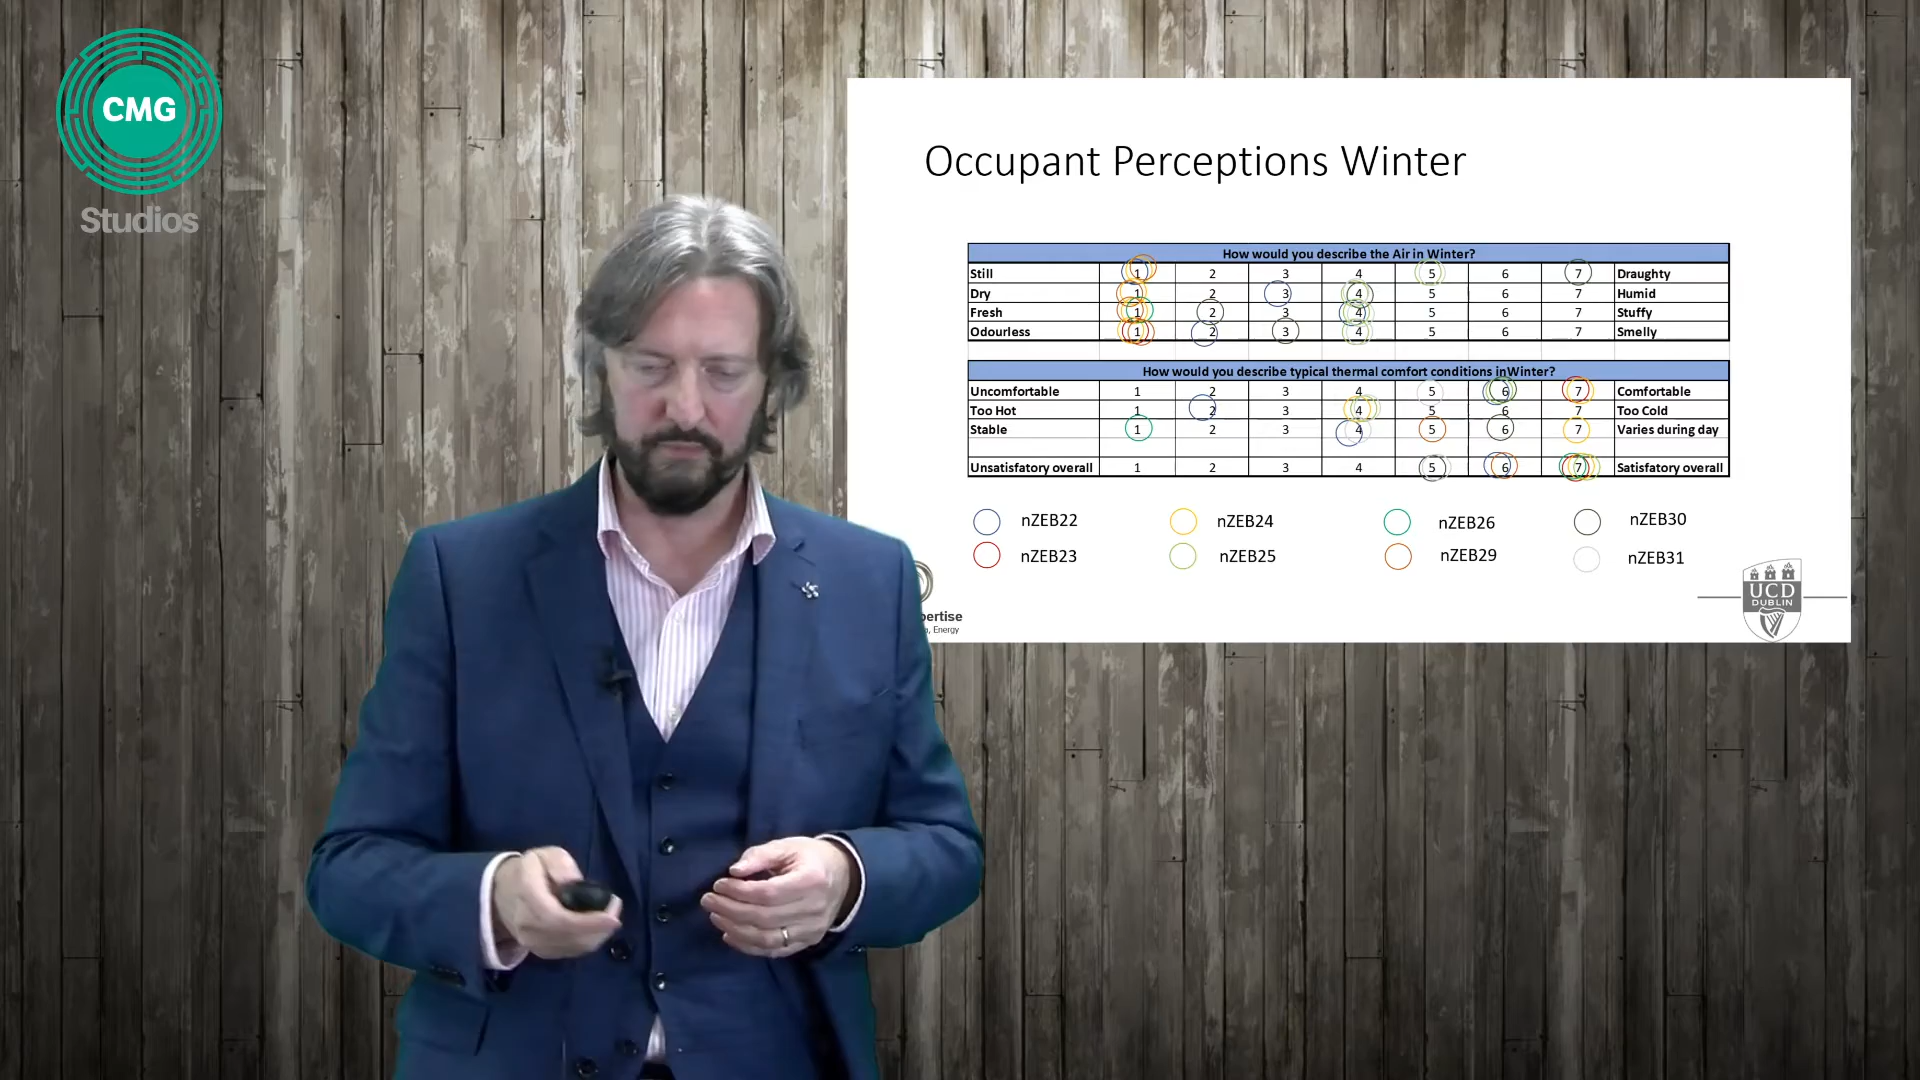 CMG
Studios
Occupant Perceptions Winter
How would you describe the Air in Winter?
Still 1 2 3 4 5 6 7 Draughty
Dry 1 2 3 4 5 6 7 Humid
Fresh 1 2 3 4 5 6 7 Stuffy
Odourless 1 2 3 4 5 6 7 Smelly
How would you describe typical thermal comfort conditions inWinter?
Uncomfortable 1 2 3 4 5 6 7 Comfortable
Too Hot 1 2 3 4 5 6 7 Too Cold
Stable 1 2 3 4 5 6 7 Varies during day
Unsatisfatory overall 1 2 3 4 5 6 7 Satisfatory overall
nZEB22 nZEB24 nZEB26 nZEB30
nZEB23 nZEB25 nZEB29 nZEB31
Energy
UCD
DUBLIN